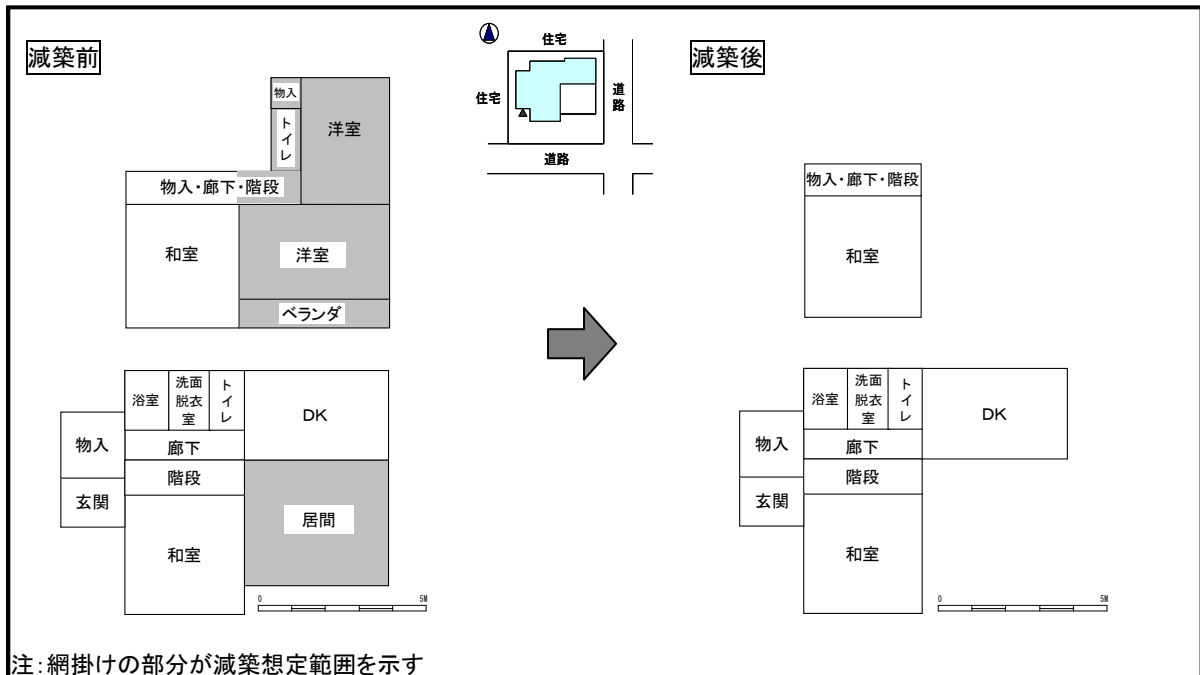 減築前
物入
トイレ
洋室
物入・廊下・階段
和室
洋室
ベランダ
浴室
洗面
脱衣
室
トイレ
DK
物入
廊下
階段
玄関
居間
和室
0 5M
住宅
住宅
道路
道路
減築後
物入・廊下・階段
和室
浴室
洗面
脱衣
室
トイレ
DK
物入
廊下
階段
玄関
和室
0 5M
注：網掛けの部分が減築想定範囲を示す